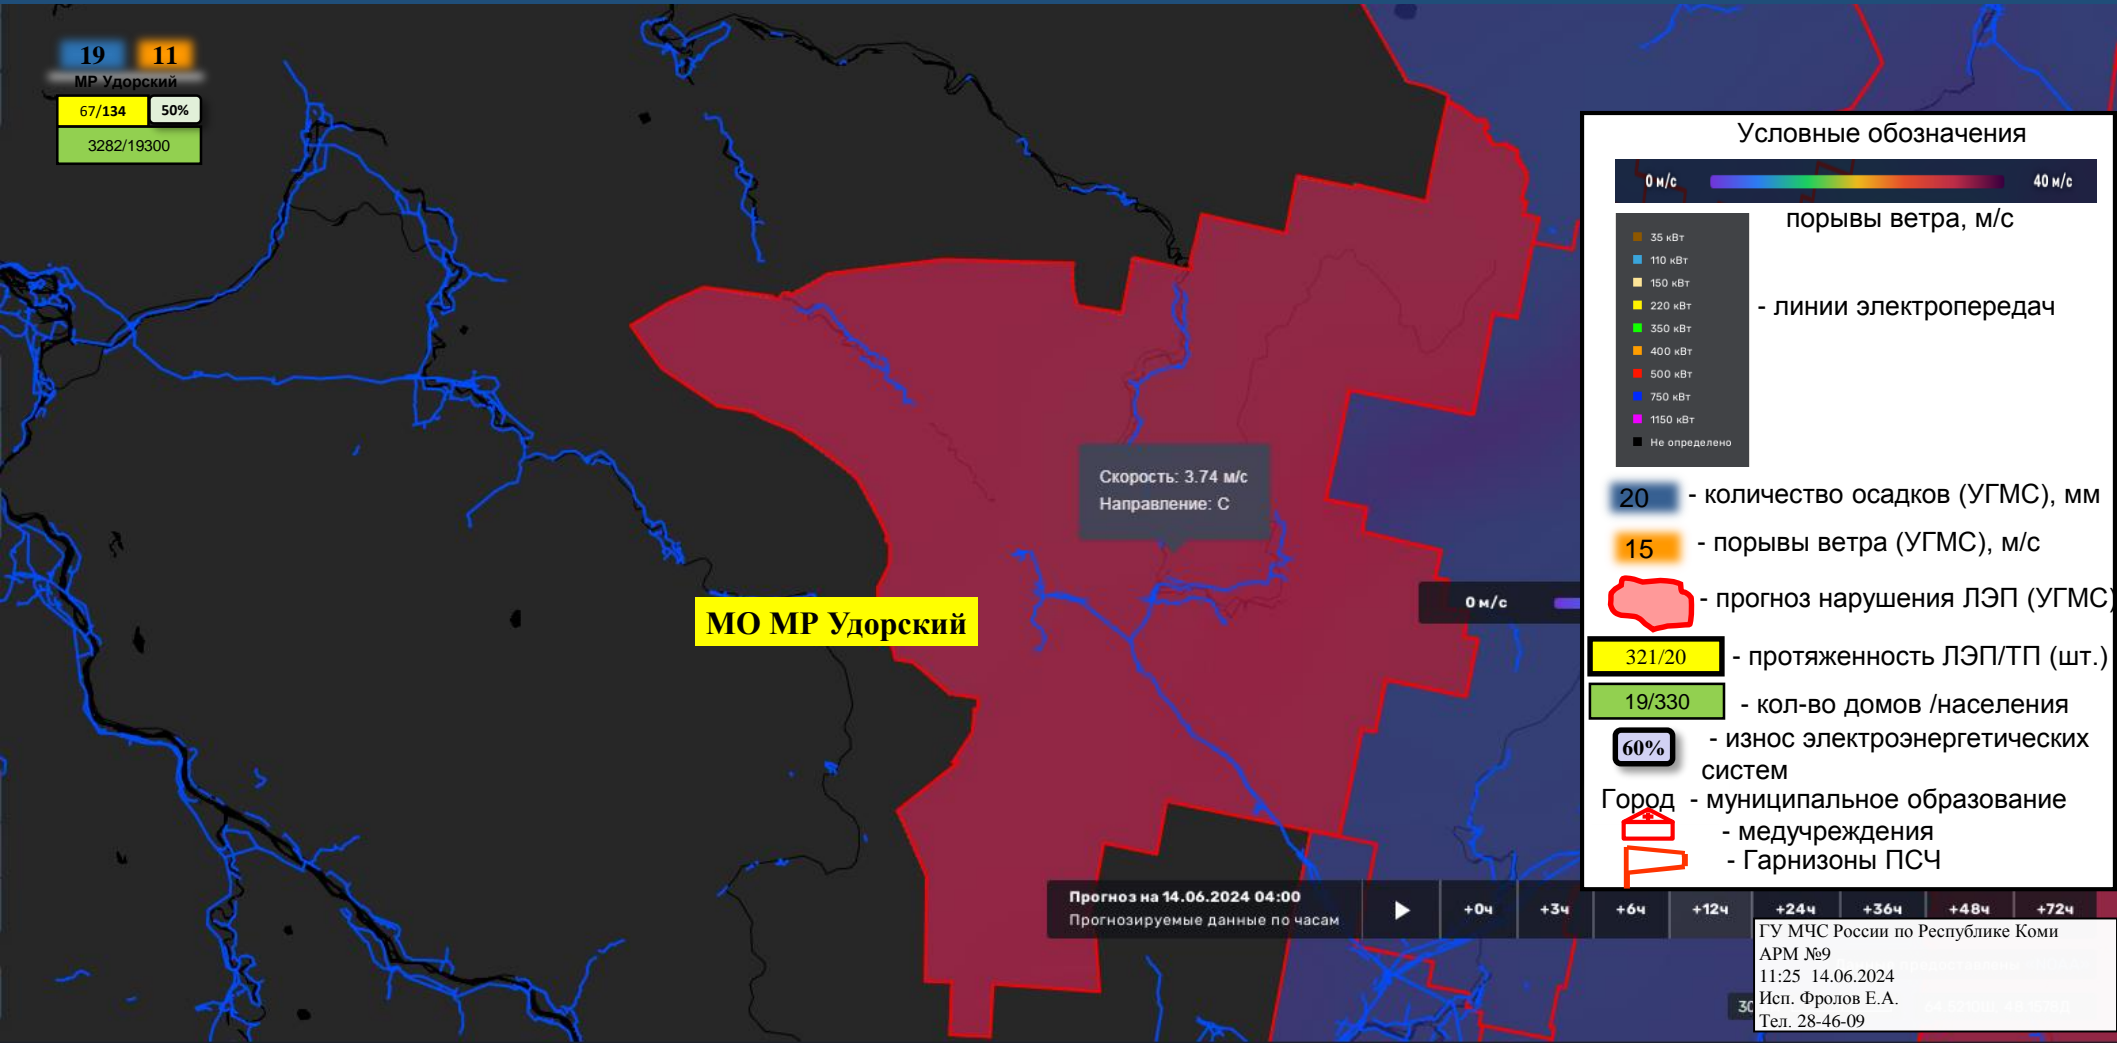 19 11
МР Удорский
67/134 50%
3282/19300
Скорость: 3.74 м/с
Направление: С
МО МР Удорский
0 м/с
Условные обозначения
0 м/с 40 м/с
порывы ветра, м/с
35 кВт
110 кВт
150 кВт
220 кВт
350 кВт
400 кВт
500 кВт
750 кВт
1150 кВт
Не определено
- линии электропередач
20 - количество осадков (УГМС), мм
15 - порывы ветра (УГМС), м/с
- прогноз нарушения ЛЭП (УГМС)
321/20 - протяженность ЛЭП/ТП (шт.)
19/330 - кол-во домов /населения
60% - износ электроэнергетических
систем
Город - муниципальное образование
- медучреждения
- Гарнизоны ПСЧ
Прогноз на 14.06.2024 04:00
Прогнозируемые данные по часам
+0ч +3ч +6ч +12ч +24ч +36ч +48ч +72ч
ГУ МЧС России по Республике Коми
АРМ №9
11:25 14.06.2024
Исп. Фролов Е.А.
Тел. 28-46-09
30